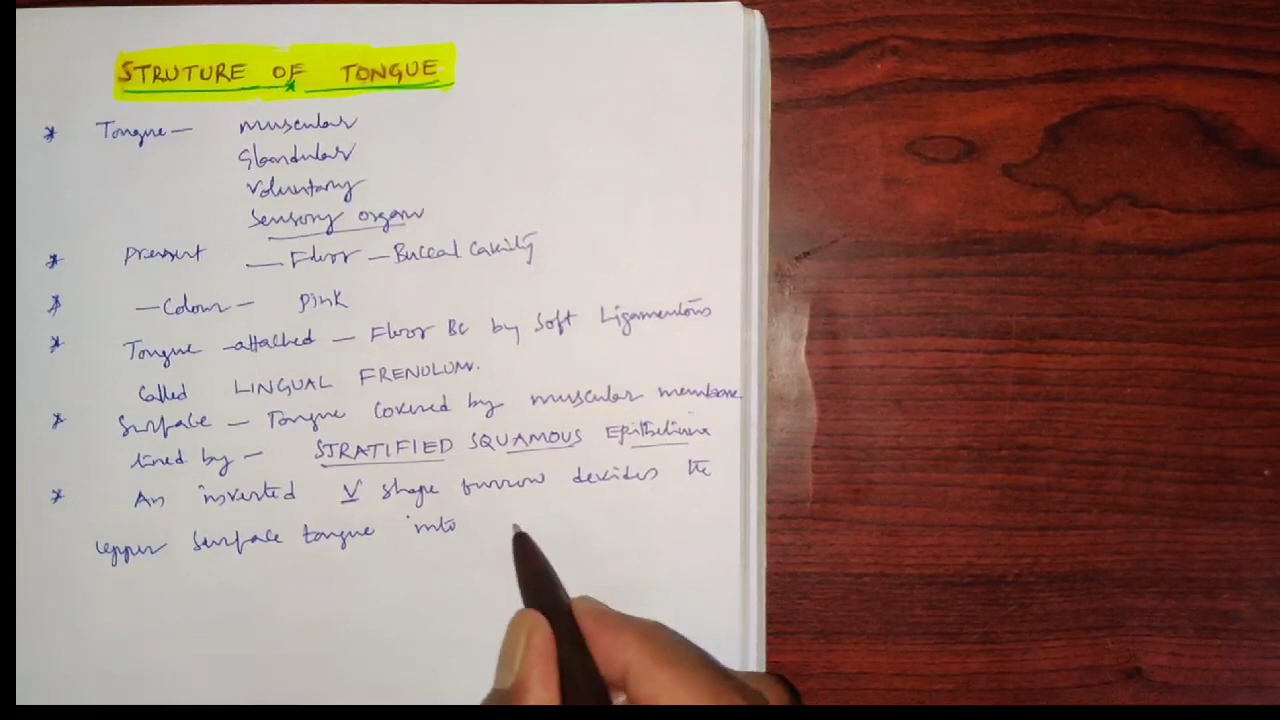 STRUTURE OF TONGUE
* Tongue — muscular
Glandular
Voluntary
Sensory organ
* Present — Floor — Buccal Cavity
* — Colour — Pink
* Tongue - attached — Floor BC by Soft Ligamentous
called LINGUAL FRENULUM.
* Surface — Tongue covered by muscular membrane
lined by — STRATIFIED SQUAMOUS Epithelium
* An inverted V shape furrow devides the
upper surface tongue into